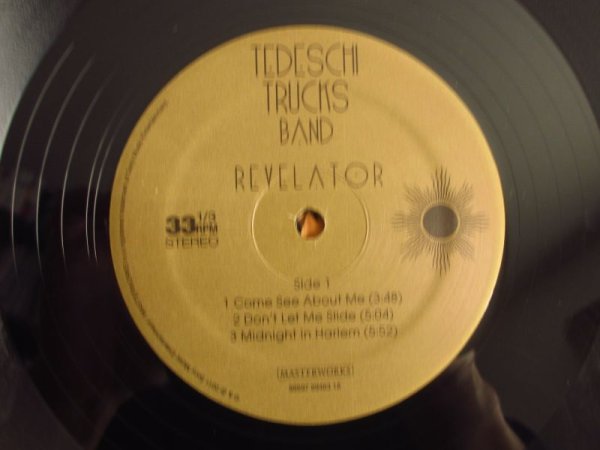 TEDESCHI
TRUCKS
BAND
REVELATOR
33 1/3
RPM
STEREO
Side 1
1 Come See About Me (3:48)
2 Don't Let Me Slide (5:04)
3 Midnight in Harlem (5:52)
MASTERWORKS